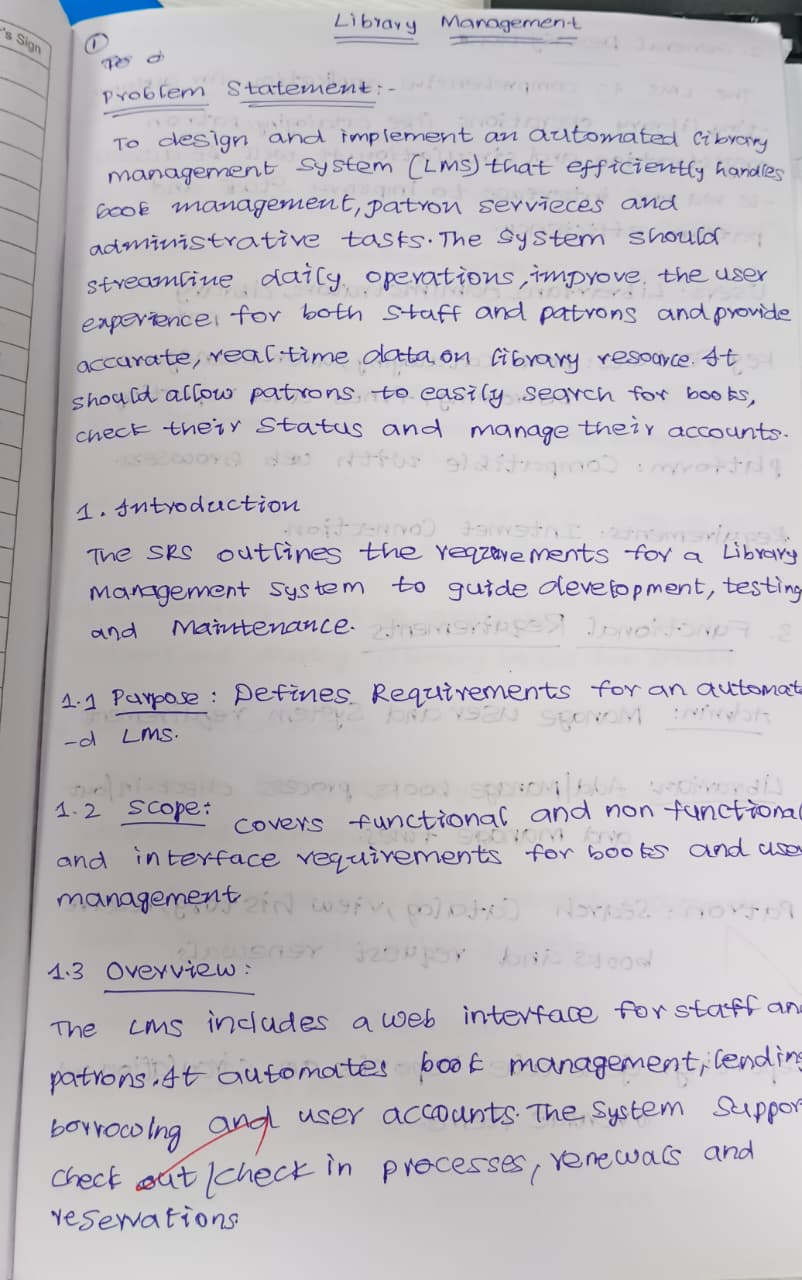 's Sign
Library Management
①
Problem Statement:-
To design and implement an automated library
management system (LMS) that efficiently handles
book management, patron servieces and
administrative tasks. The system should
streamline daily operations, improve the user
experience for both staff and patrons and provide
accurate, real-time data on library resource. It
should allow patrons to easily search for books,
check their status and manage their accounts.
1. Introduction
The SRS outlines the requirements for a Library
Management system to guide development, testing
and Maintenance.
1.1 Purpose: Defines Requirements for an automat
-d LMS.
1.2 Scope: covers functional and non functional
and interface requirements for books and user
management
1.3 Overview:
The LMS includes a web interface for staff an
patrons. It automates book management, lending
borrowing and user accounts. The system suppor
check out/check in processes, renewals and
reservations